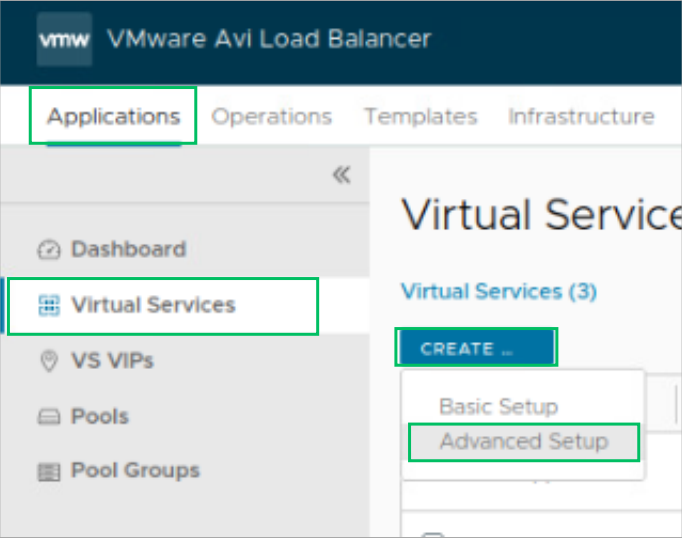 vmw VMware Avi Load Balancer
Applications Operations Templates Infrastructure
«
Dashboard
Virtual Services
VS VIPs
Pools
Pool Groups
Virtual Service
Virtual Services (3)
CREATE ...
Basic Setup
Advanced Setup